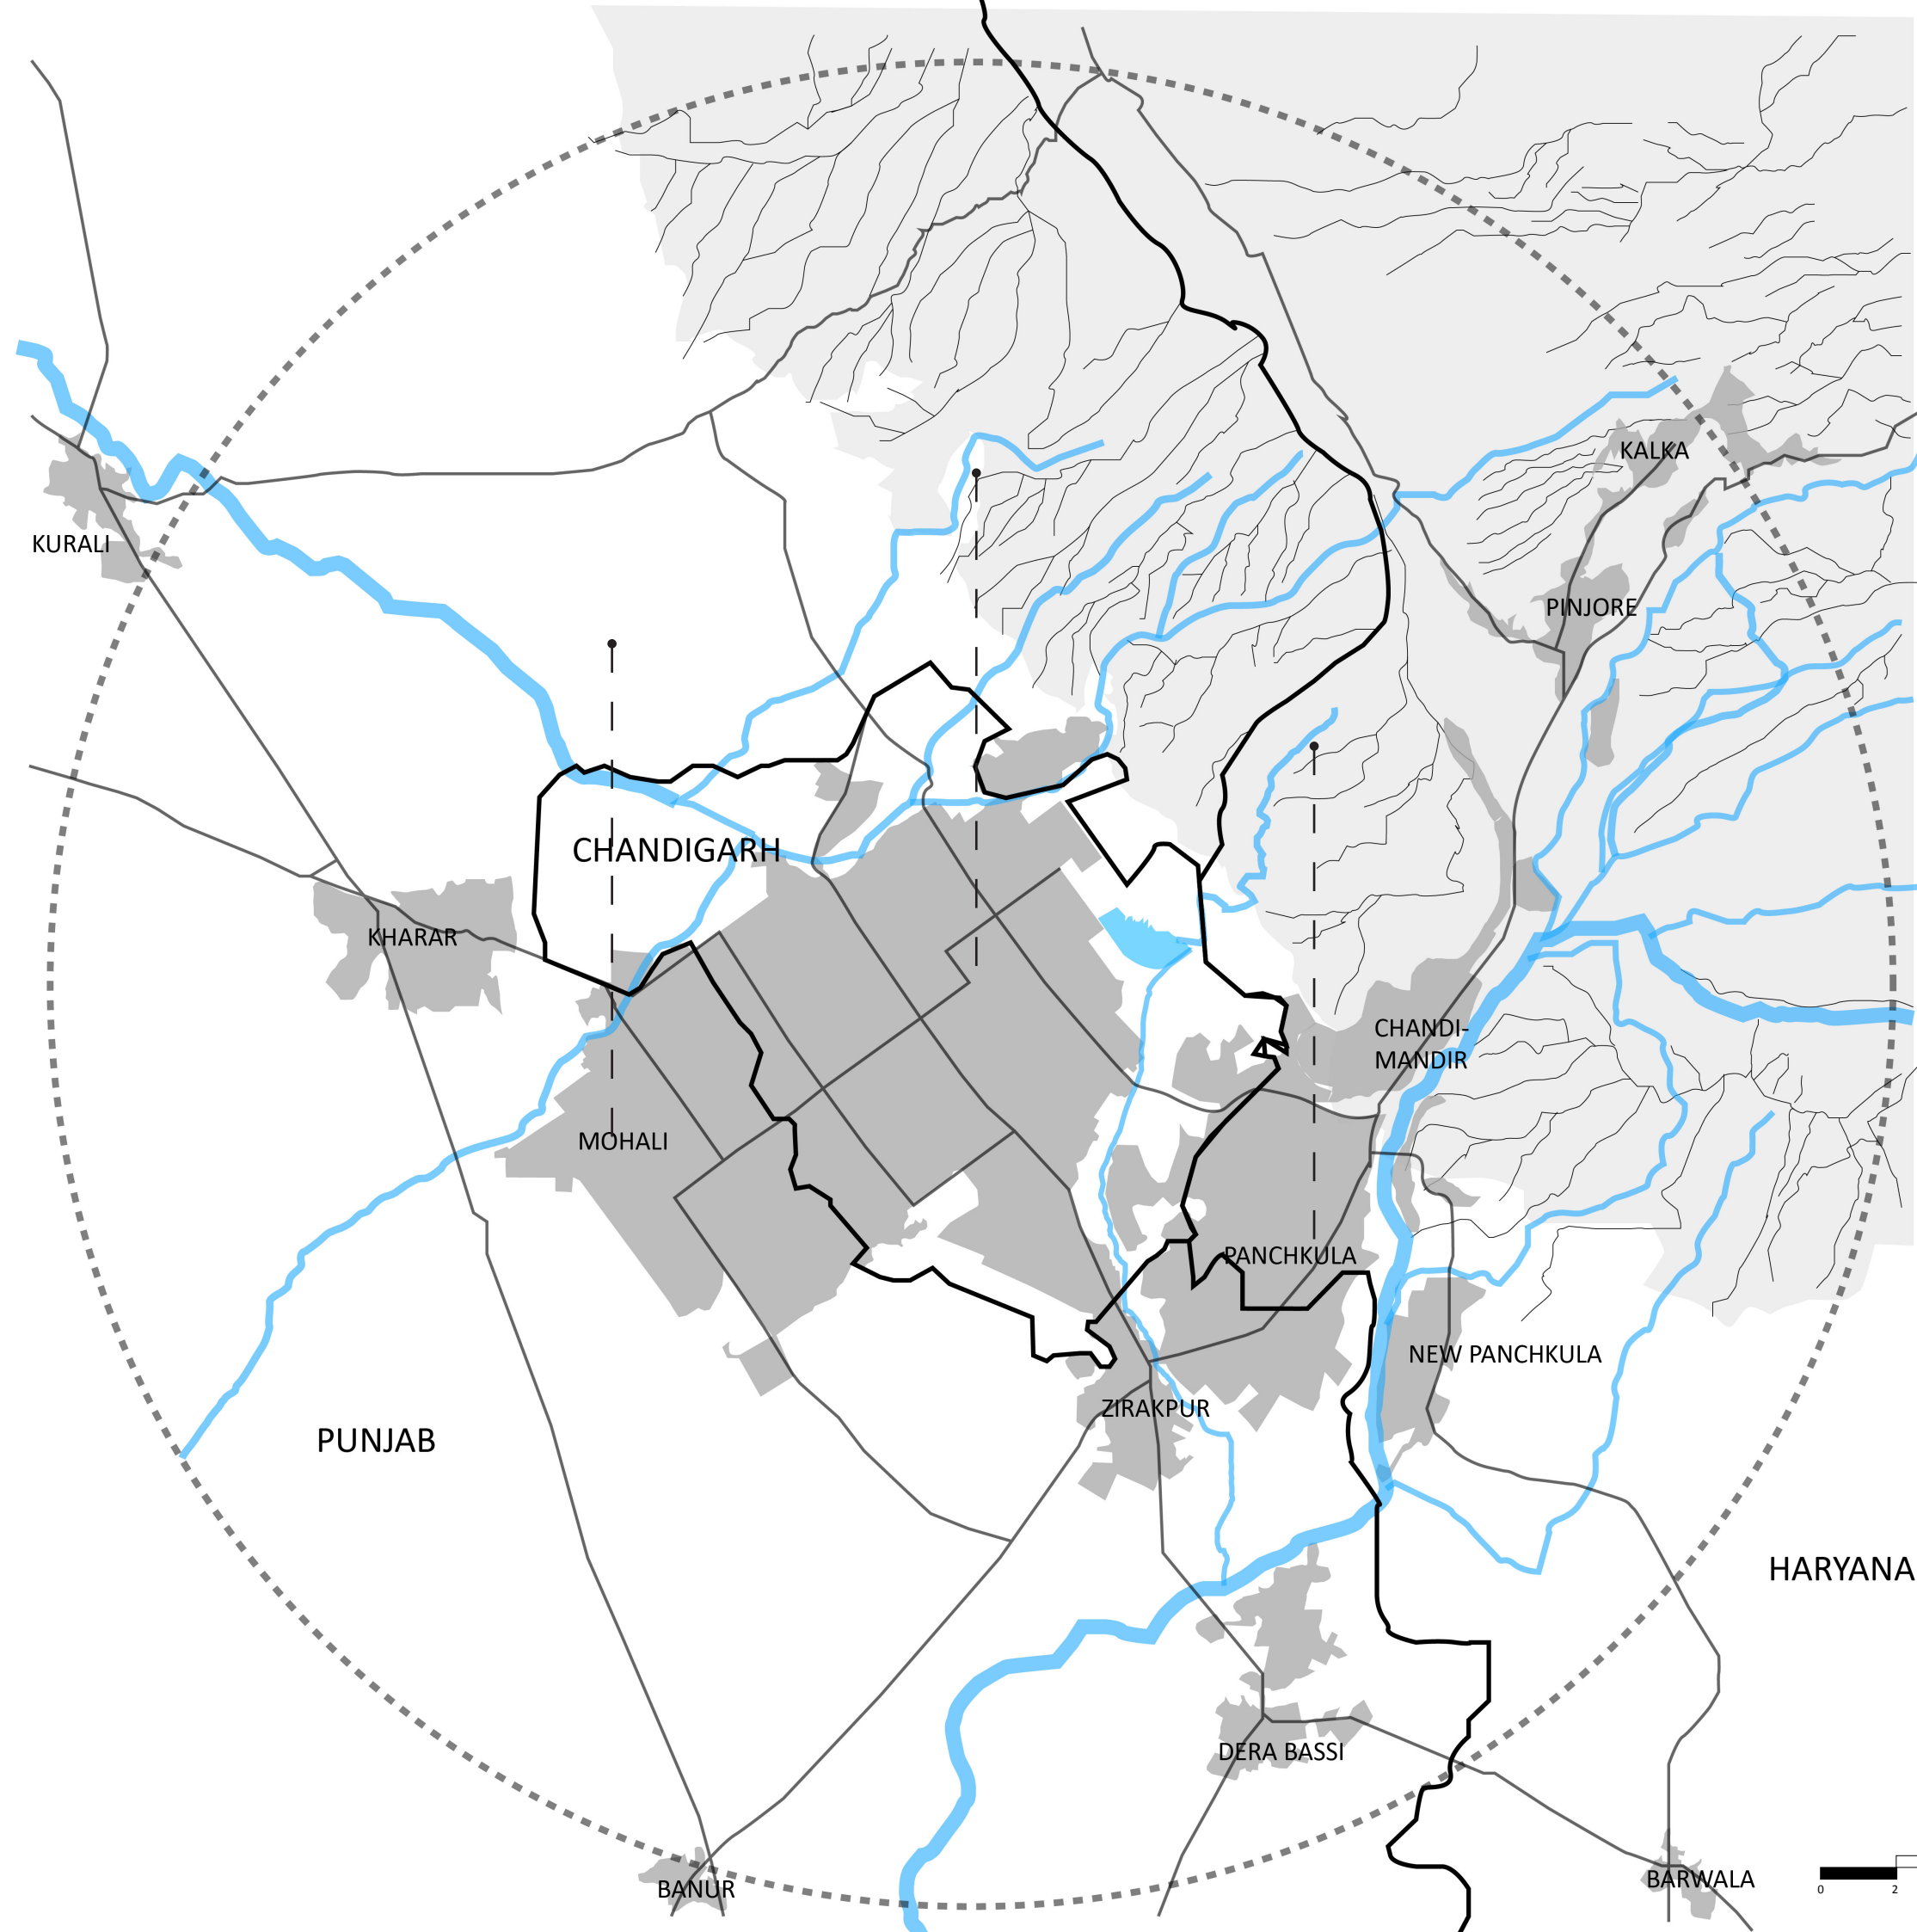 KALKA
KURALI
PINJORE
CHANDIGARH
KHARAR
CHANDI-
MANDIR
MOHALI
PANCHKULA
NEW PANCHKULA
ZIRAKPUR
PUNJAB
HARYANA
DERA BASSI
BARWALA
BANUR
0 2